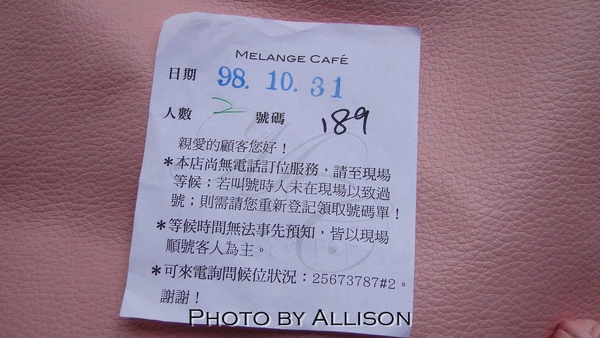 MELANGE CAFÉ
日期 98. 10. 31
人數 2 號碼 189
親愛的顧客您好！
*本店尚無電話訂位服務，請至現場
等候；若叫號時人未在現場以致過
號；則需請您重新登記領取號碼單！
*等候時間無法事先預知，皆以現場
順號客人為主。
*可來電詢問候位狀況：25673787#2。
謝謝！
PHOTO BY ALLISON